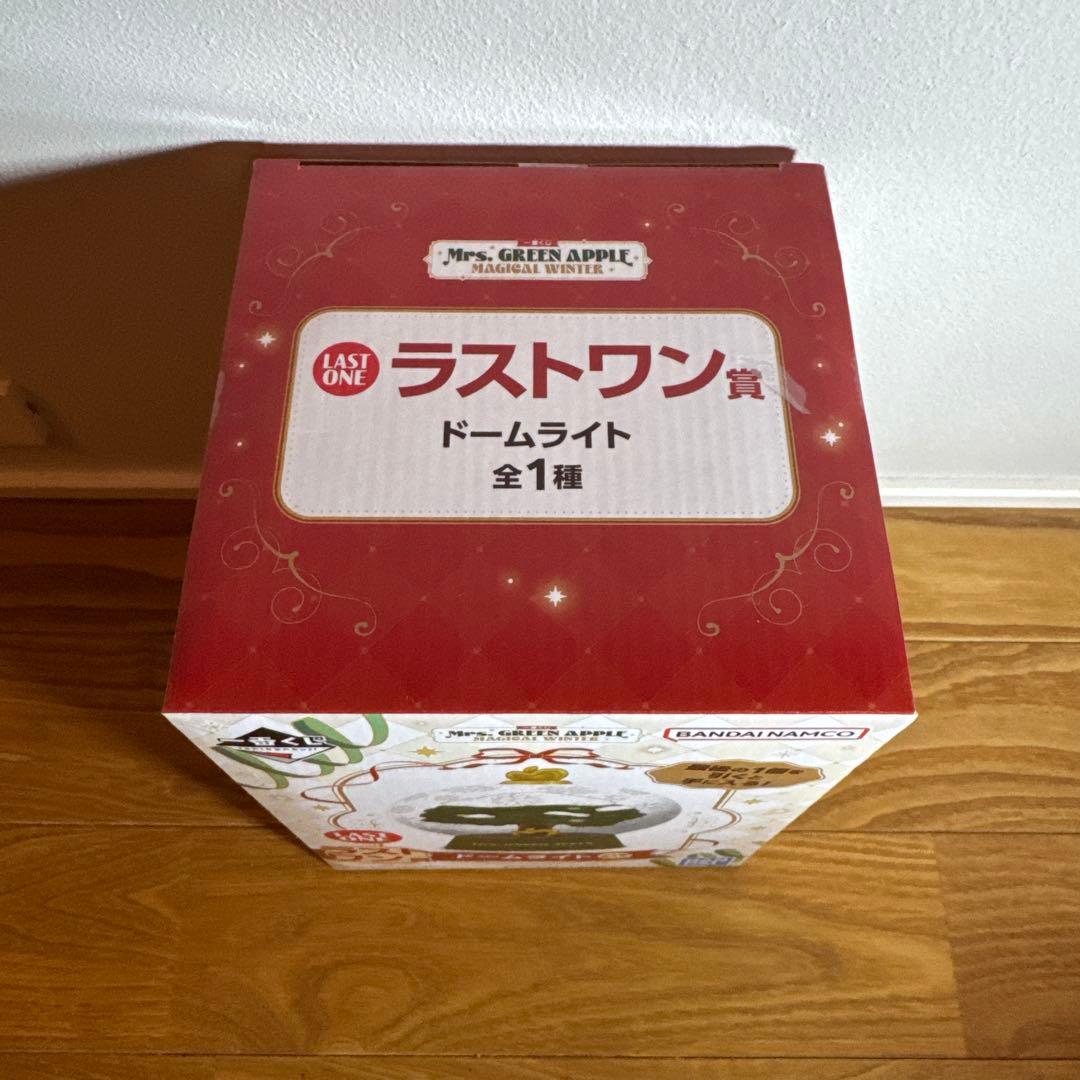 一番くじ
Mrs. GREEN APPLE
MAGICAL WINTER
LAST
ONE
ラストワン賞
ドームライト
全1種
一番くじ
Mrs. GREEN APPLE
MAGICAL WINTER
BANDAI NAMCO
LAST
ONE
ドームライト